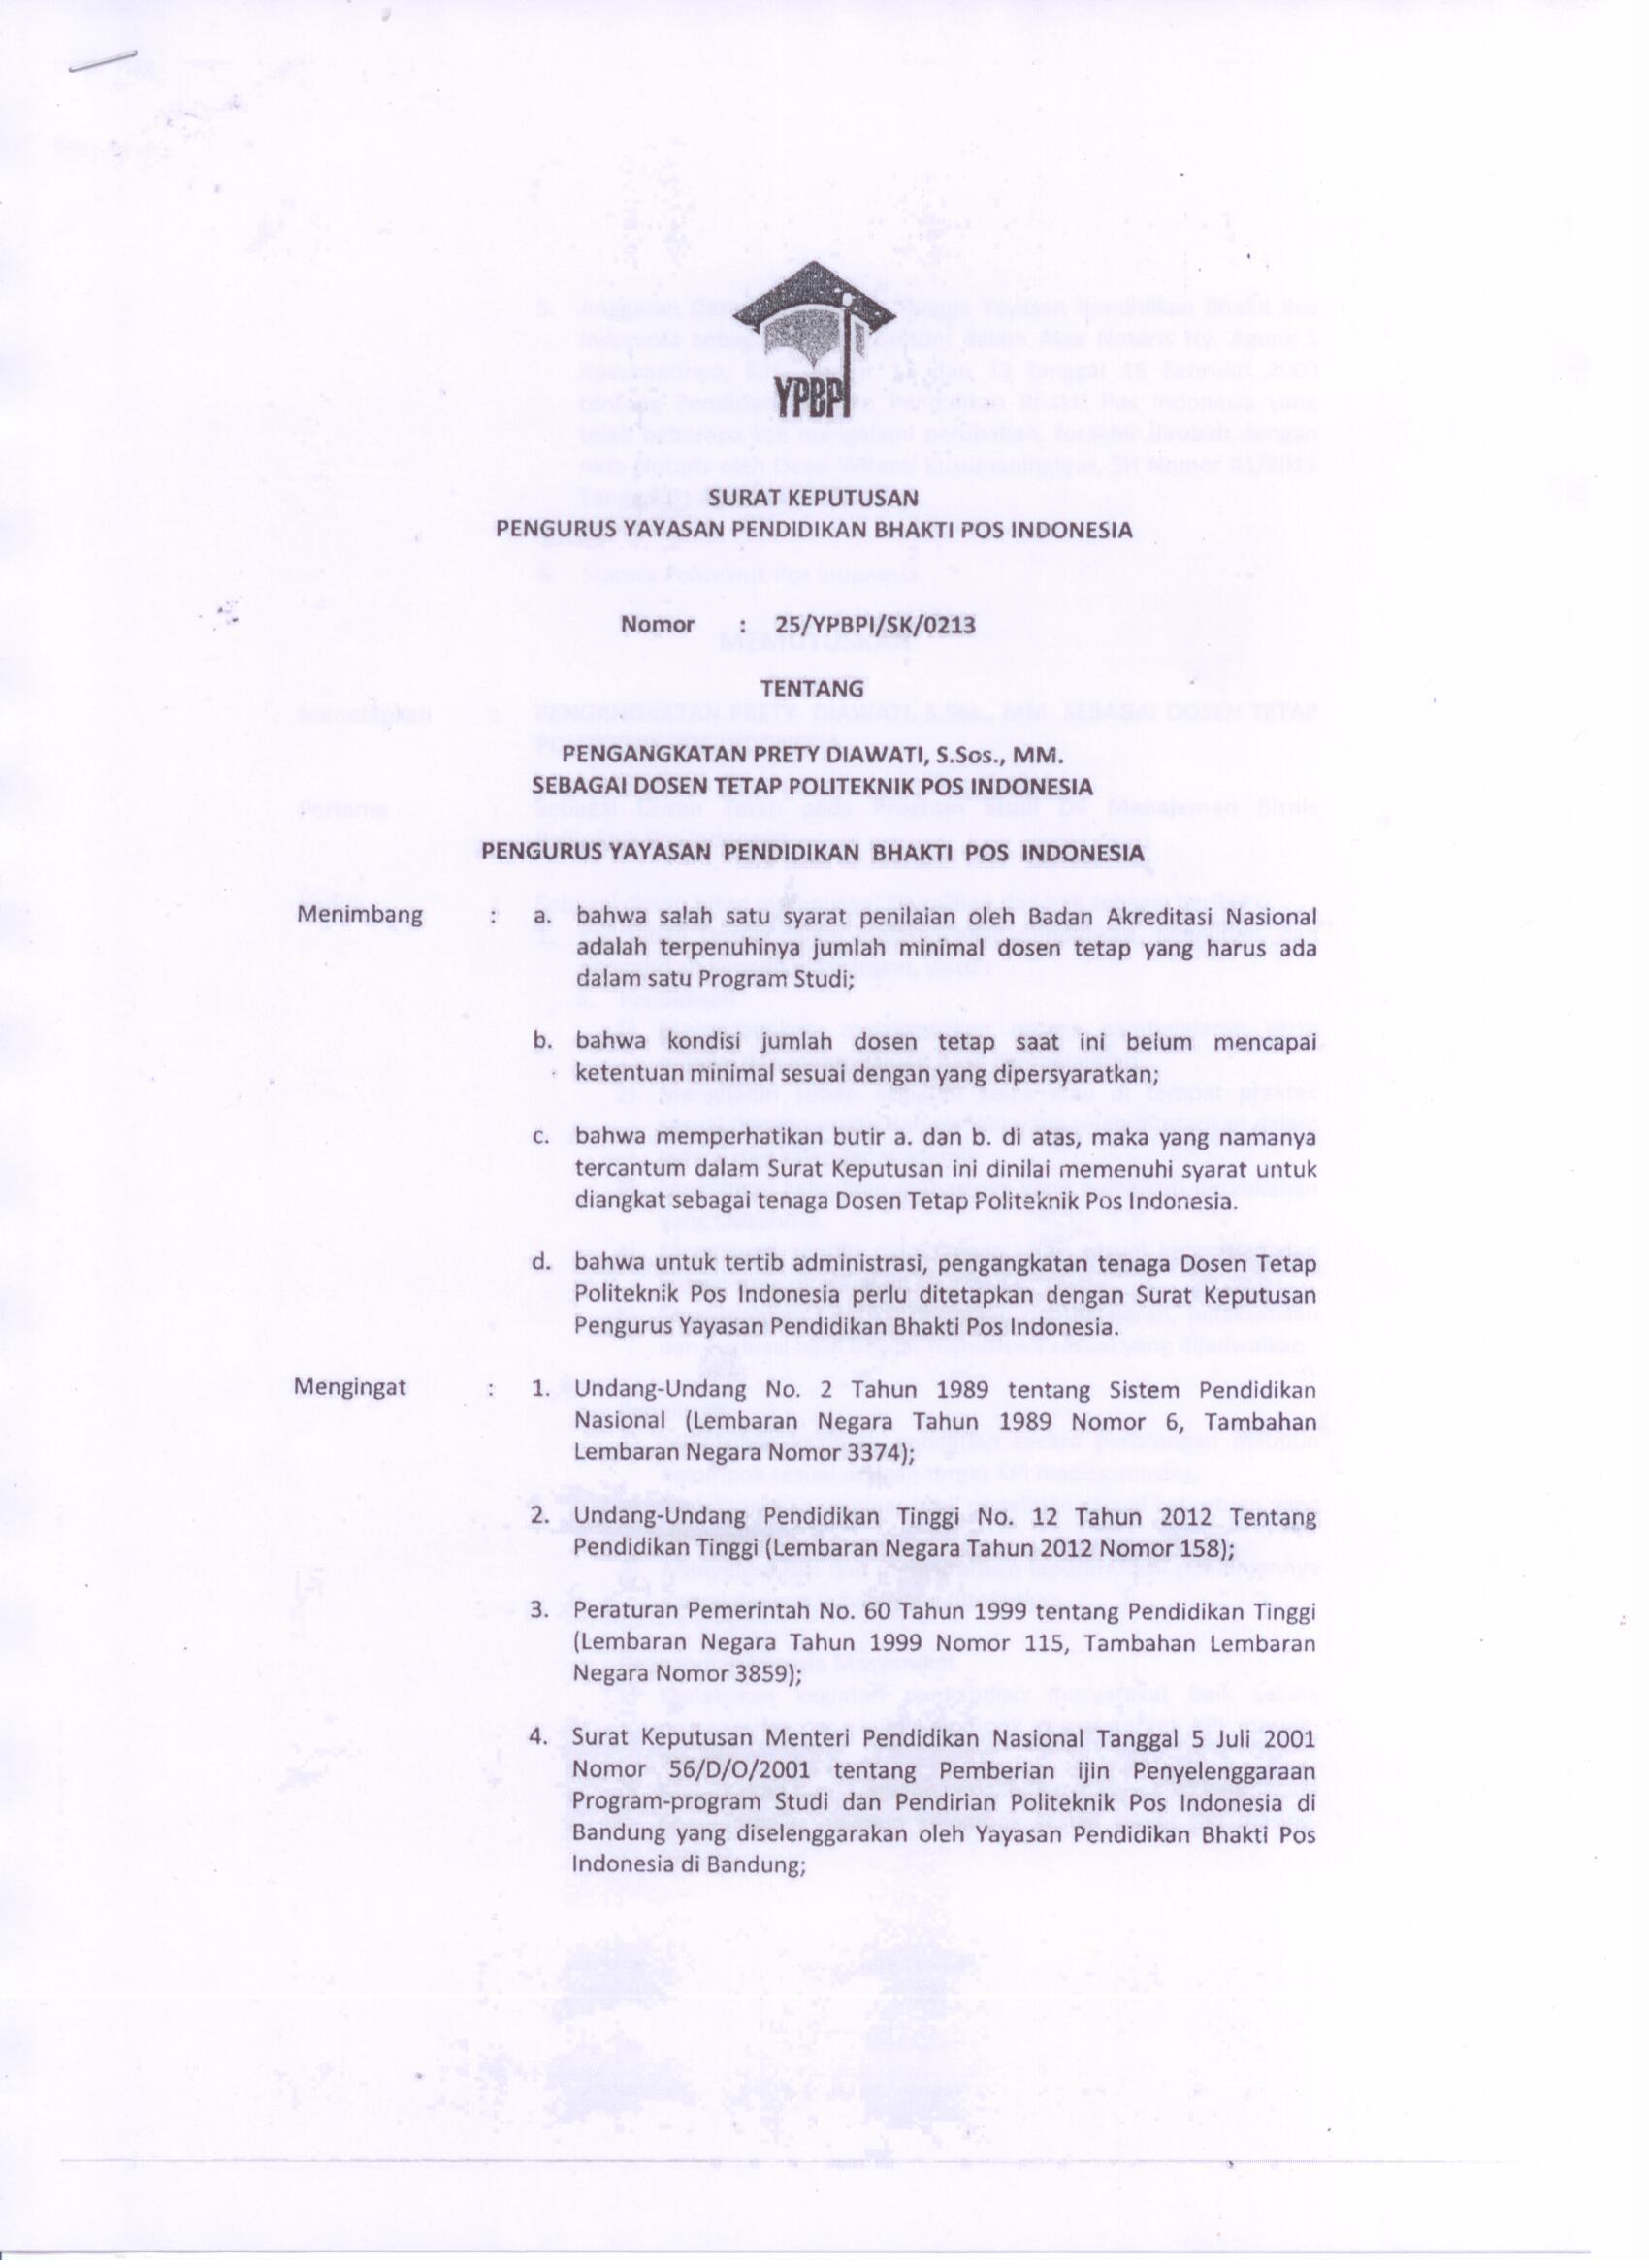 YPBPI
SURAT KEPUTUSAN
PENGURUS YAYASAN PENDIDIKAN BHAKTI POS INDONESIA
Nomor : 25/YPBPI/SK/0213
TENTANG
PENGANGKATAN PRETY DIAWATI, S.Sos., MM.
SEBAGAI DOSEN TETAP POLITEKNIK POS INDONESIA
PENGURUS YAYASAN PENDIDIKAN BHAKTI POS INDONESIA
Menimbang : a. bahwa salah satu syarat penilaian oleh Badan Akreditasi Nasional
adalah terpenuhinya jumlah minimal dosen tetap yang harus ada
dalam satu Program Studi;
b. bahwa kondisi jumlah dosen tetap saat ini belum mencapai
ketentuan minimal sesuai dengan yang dipersyaratkan;
c. bahwa memperhatikan butir a. dan b. di atas, maka yang namanya
tercantum dalam Surat Keputusan ini dinilai memenuhi syarat untuk
diangkat sebagai tenaga Dosen Tetap Politeknik Pos Indonesia.
d. bahwa untuk tertib administrasi, pengangkatan tenaga Dosen Tetap
Politeknik Pos Indonesia perlu ditetapkan dengan Surat Keputusan
Pengurus Yayasan Pendidikan Bhakti Pos Indonesia.
Mengingat : 1. Undang-Undang No. 2 Tahun 1989 tentang Sistem Pendidikan
Nasional (Lembaran Negara Tahun 1989 Nomor 6, Tambahan
Lembaran Negara Nomor 3374);
2. Undang-Undang Pendidikan Tinggi No. 12 Tahun 2012 Tentang
Pendidikan Tinggi (Lembaran Negara Tahun 2012 Nomor 158);
3. Peraturan Pemerintah No. 60 Tahun 1999 tentang Pendidikan Tinggi
(Lembaran Negara Tahun 1999 Nomor 115, Tambahan Lembaran
Negara Nomor 3859);
4. Surat Keputusan Menteri Pendidikan Nasional Tanggal 5 Juli 2001
Nomor 56/D/O/2001 tentang Pemberian ijin Penyelenggaraan
Program-program Studi dan Pendirian Politeknik Pos Indonesia di
Bandung yang diselenggarakan oleh Yayasan Pendidikan Bhakti Pos
Indonesia di Bandung;